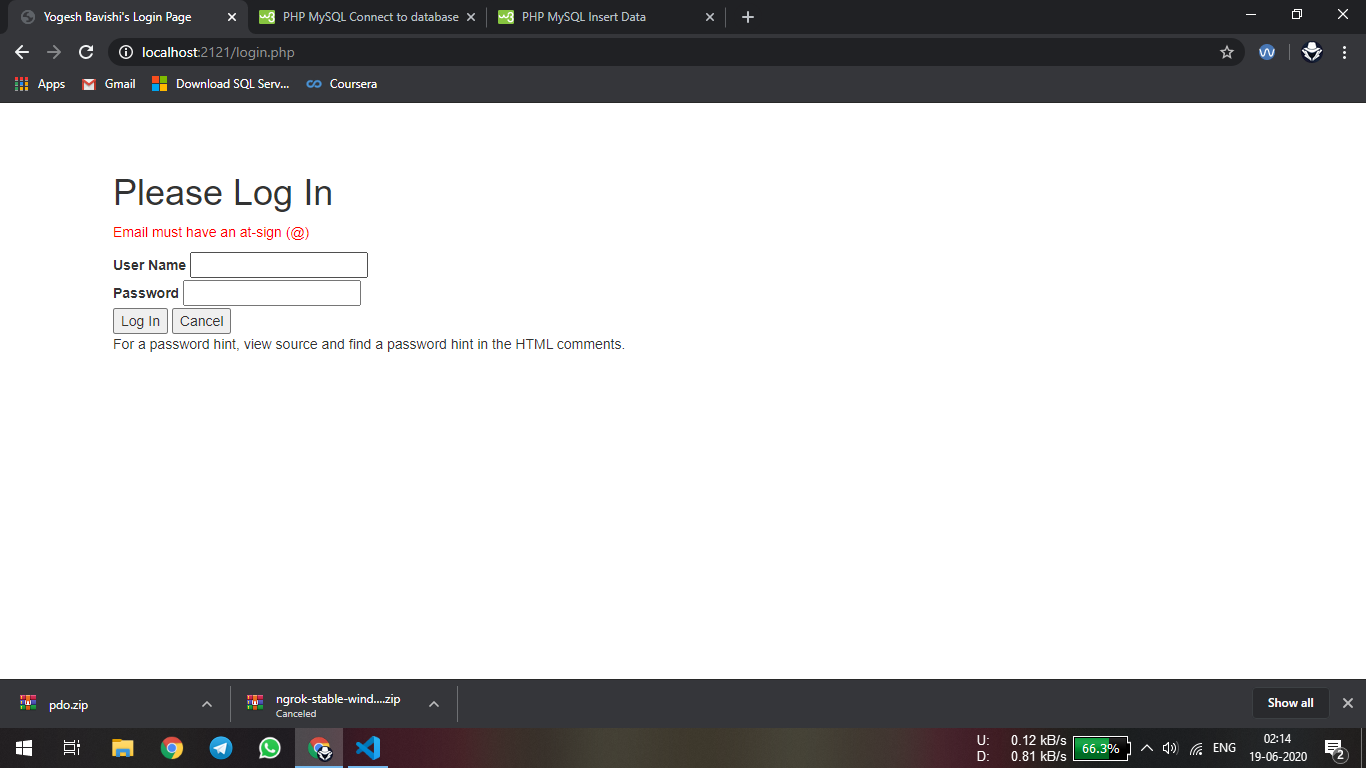 Yogesh Bavishi's Login Page
PHP MySQL Connect to database
PHP MySQL Insert Data
localhost:2121/login.php
Apps
Gmail
Download SQL Serv...
Coursera
Please Log In
Email must have an at-sign (@)
User Name
Password
Log In
Cancel
For a password hint, view source and find a password hint in the HTML comments.
pdo.zip
ngrok-stable-wind....zip
Canceled
Show all
U: 0.12 kB/s
D: 0.81 kB/s
66.3%
ENG
02:14
19-06-2020
2